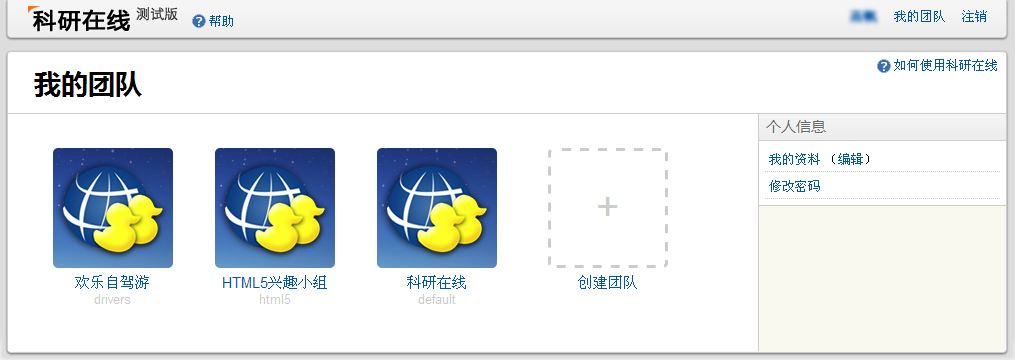 科研在线 测试版 帮助 我的团队 注销
我的团队
如何使用科研在线
个人信息
我的资料 （编辑）
修改密码
欢乐自驾游
drivers
HTML5兴趣小组
html5
科研在线
default
+
创建团队